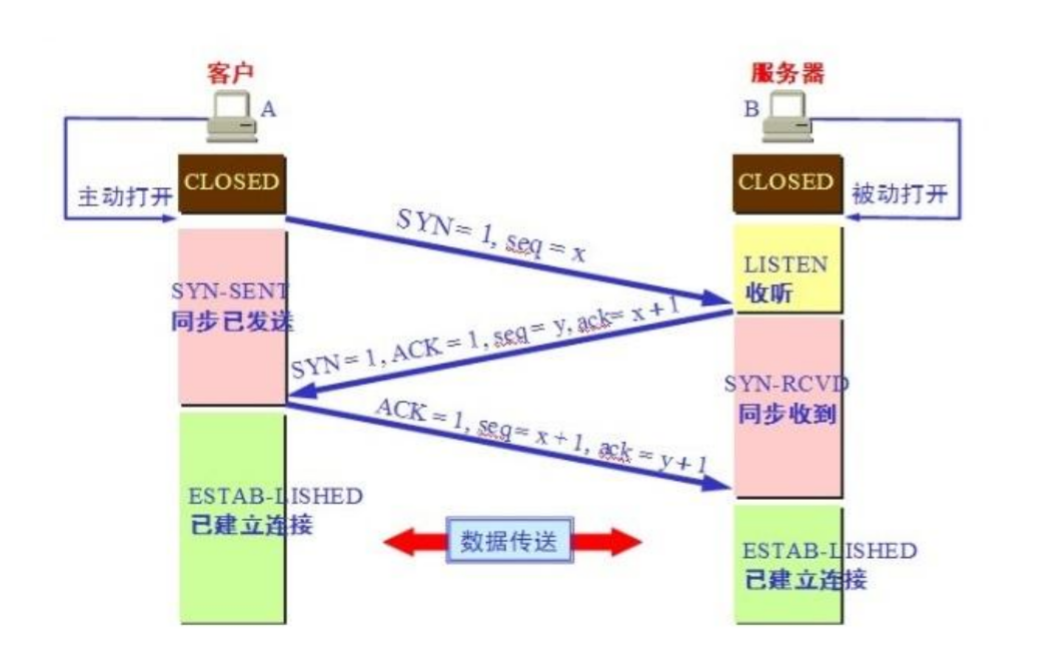 客户
服务器
A
B
CLOSED
CLOSED
主动打开
被动打开
SYN = 1, seq = x
LISTEN
收听
SYN-SENT
同步已发送
SYN = 1, ACK = 1, seq = y, ack = x + 1
SYN-RCVD
同步收到
ACK = 1, seq = x + 1, ack = y + 1
ESTAB-LISHED
已建立连接
数据传送
ESTAB-LISHED
已建立连接